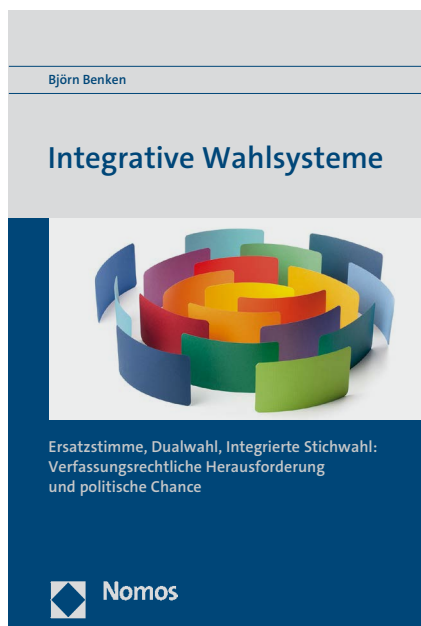 Björn Benken
Integrative Wahlsysteme
Ersatzstimme, Dualwahl, Integrierte Stichwahl:
Verfassungsrechtliche Herausforderung
und politische Chance
Nomos